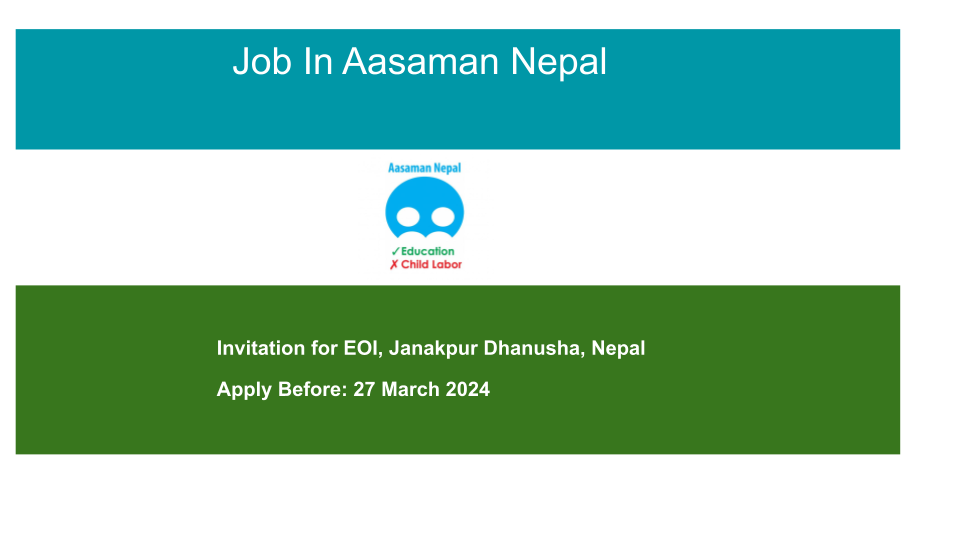 Job In Aasaman Nepal
Aasaman Nepal
✓Education
✗ Child Labor
Invitation for EOI, Janakpur Dhanusha, Nepal
Apply Before: 27 March 2024